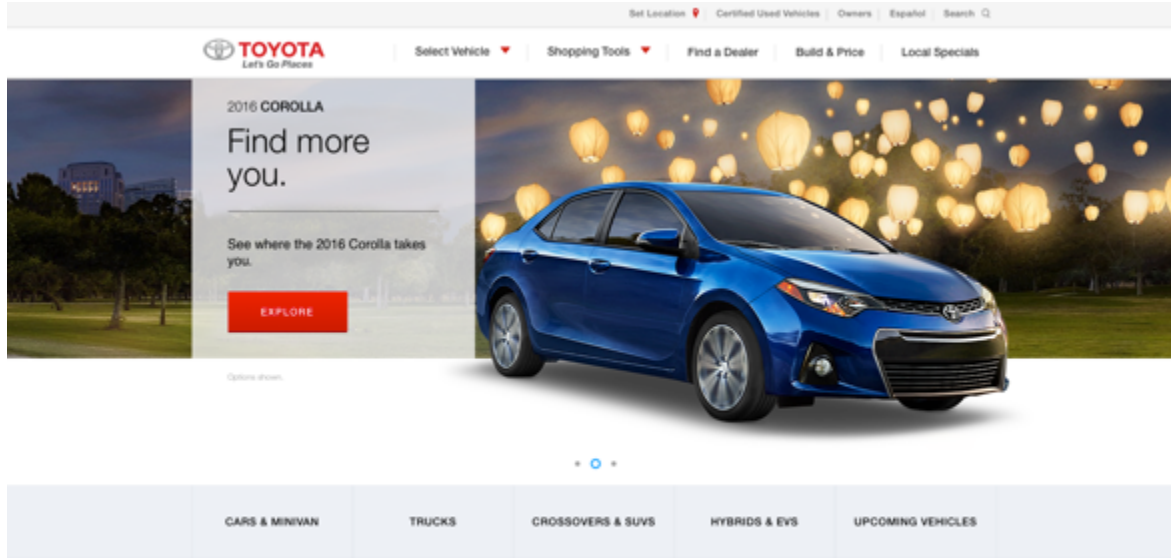 Set Location
Certified Used Vehicles
Owners
Español
Search
TOYOTA
Let's Go Places
Select Vehicle
Shopping Tools
Find a Dealer
Build & Price
Local Specials
2016 COROLLA
Find more
you.
See where the 2016 Corolla takes
you.
EXPLORE
Options shown.
CARS & MINIVAN
TRUCKS
CROSSOVERS & SUVS
HYBRIDS & EVS
UPCOMING VEHICLES